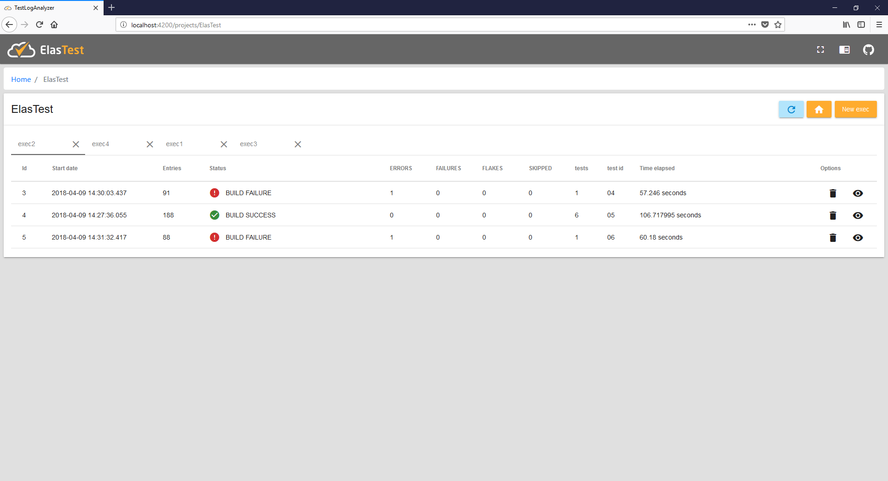 TestLogAnalyzer
localhost:4200/projects/ElasTest
ElasTest
Home / ElasTest
ElasTest
New exec
exec2 exec4 exec1 exec3
Id Start date Entries Status ERRORS FAILURES FLAKES SKIPPED tests test id Time elapsed Options
3 2018-04-09 14:30:03.437 91 BUILD FAILURE 1 0 0 0 1 04 57.246 seconds
4 2018-04-09 14:27:36.055 188 BUILD SUCCESS 0 0 0 0 6 05 106.717995 seconds
5 2018-04-09 14:31:32.417 88 BUILD FAILURE 1 0 0 0 1 06 60.18 seconds